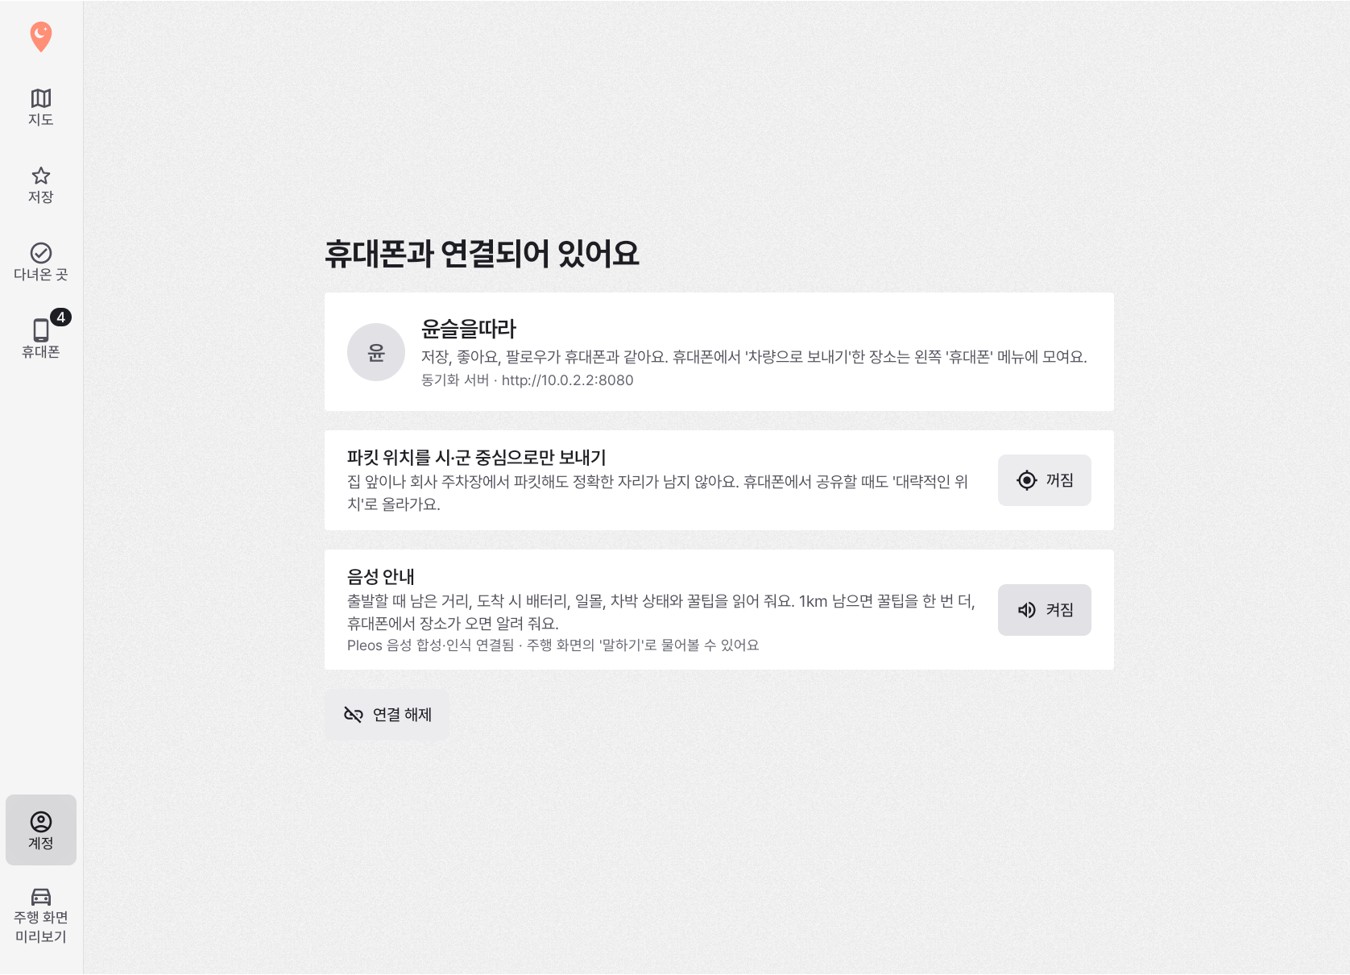 지도
저장
다녀온 곳
4
휴대폰
계정
주행 화면
미리보기
휴대폰과 연결되어 있어요
윤
윤슬을따라
저장, 좋아요, 팔로우가 휴대폰과 같아요. 휴대폰에서 '차량으로 보내기'한 장소는 왼쪽 '휴대폰' 메뉴에 모여요.
동기화 서버 · http://10.0.2.2:8080
파킷 위치를 시·군 중심으로만 보내기
집 앞이나 회사 주차장에서 파킷해도 정확한 자리가 남지 않아요. 휴대폰에서 공유할 때도 '대략적인 위
치'로 올라가요.
꺼짐
음성 안내
출발할 때 남은 거리, 도착 시 배터리, 일몰, 차박 상태와 꿀팁을 읽어 줘요. 1km 남으면 꿀팁을 한 번 더,
휴대폰에서 장소가 오면 알려 줘요.
Pleos 음성 합성·인식 연결됨 · 주행 화면의 '말하기'로 물어볼 수 있어요
켜짐
연결 해제